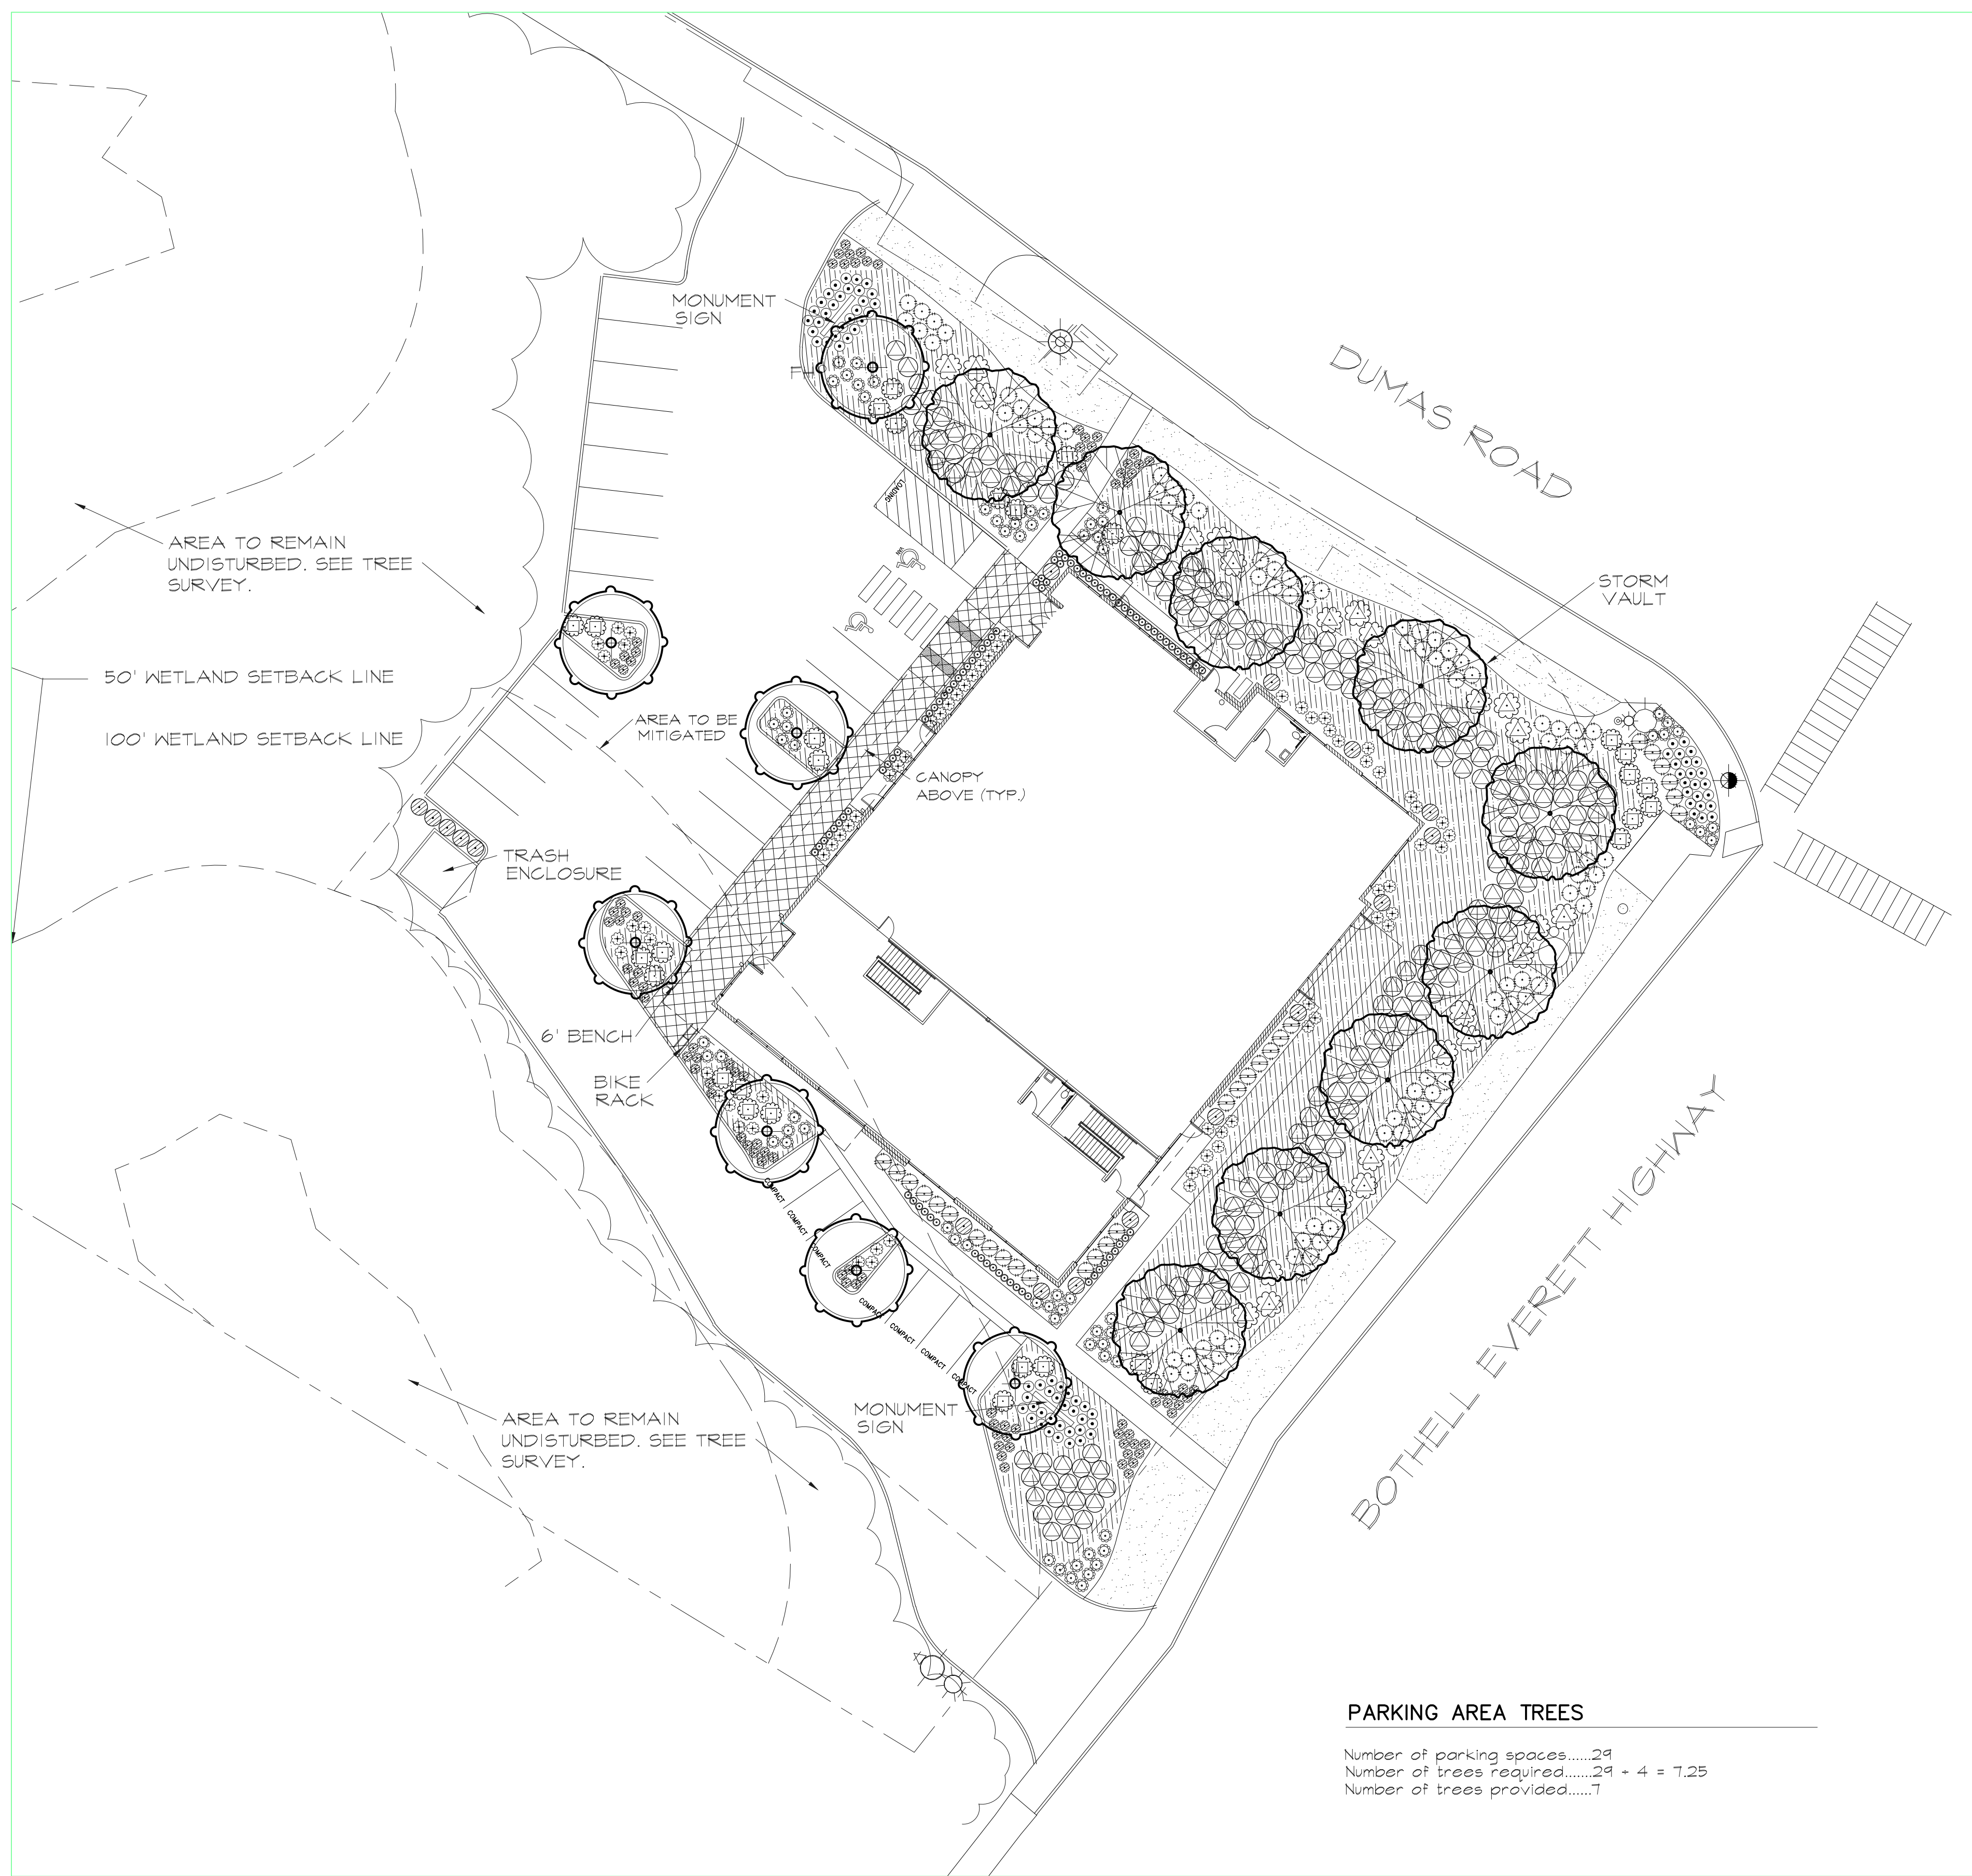 MONUMENT
SIGN
FH
LOADING
DUMAS ROAD
AREA TO REMAIN
UNDISTURBED. SEE TREE
SURVEY.
STORM
VAULT
50' WETLAND SETBACK LINE
100' WETLAND SETBACK LINE
AREA TO BE
MITIGATED
CANOPY
ABOVE (TYP.)
TRASH
ENCLOSURE
6' BENCH
BIKE
RACK
COMPACT
COMPACT
COMPACT
COMPACT
COMPACT
COMPACT
COMPACT
MONUMENT
SIGN
AREA TO REMAIN
UNDISTURBED. SEE TREE
SURVEY.
BOTHELL EVERETT HIGHWAY
PARKING AREA TREES
Number of parking spaces......29
Number of trees required.......29 ÷ 4 = 7.25
Number of trees provided......7